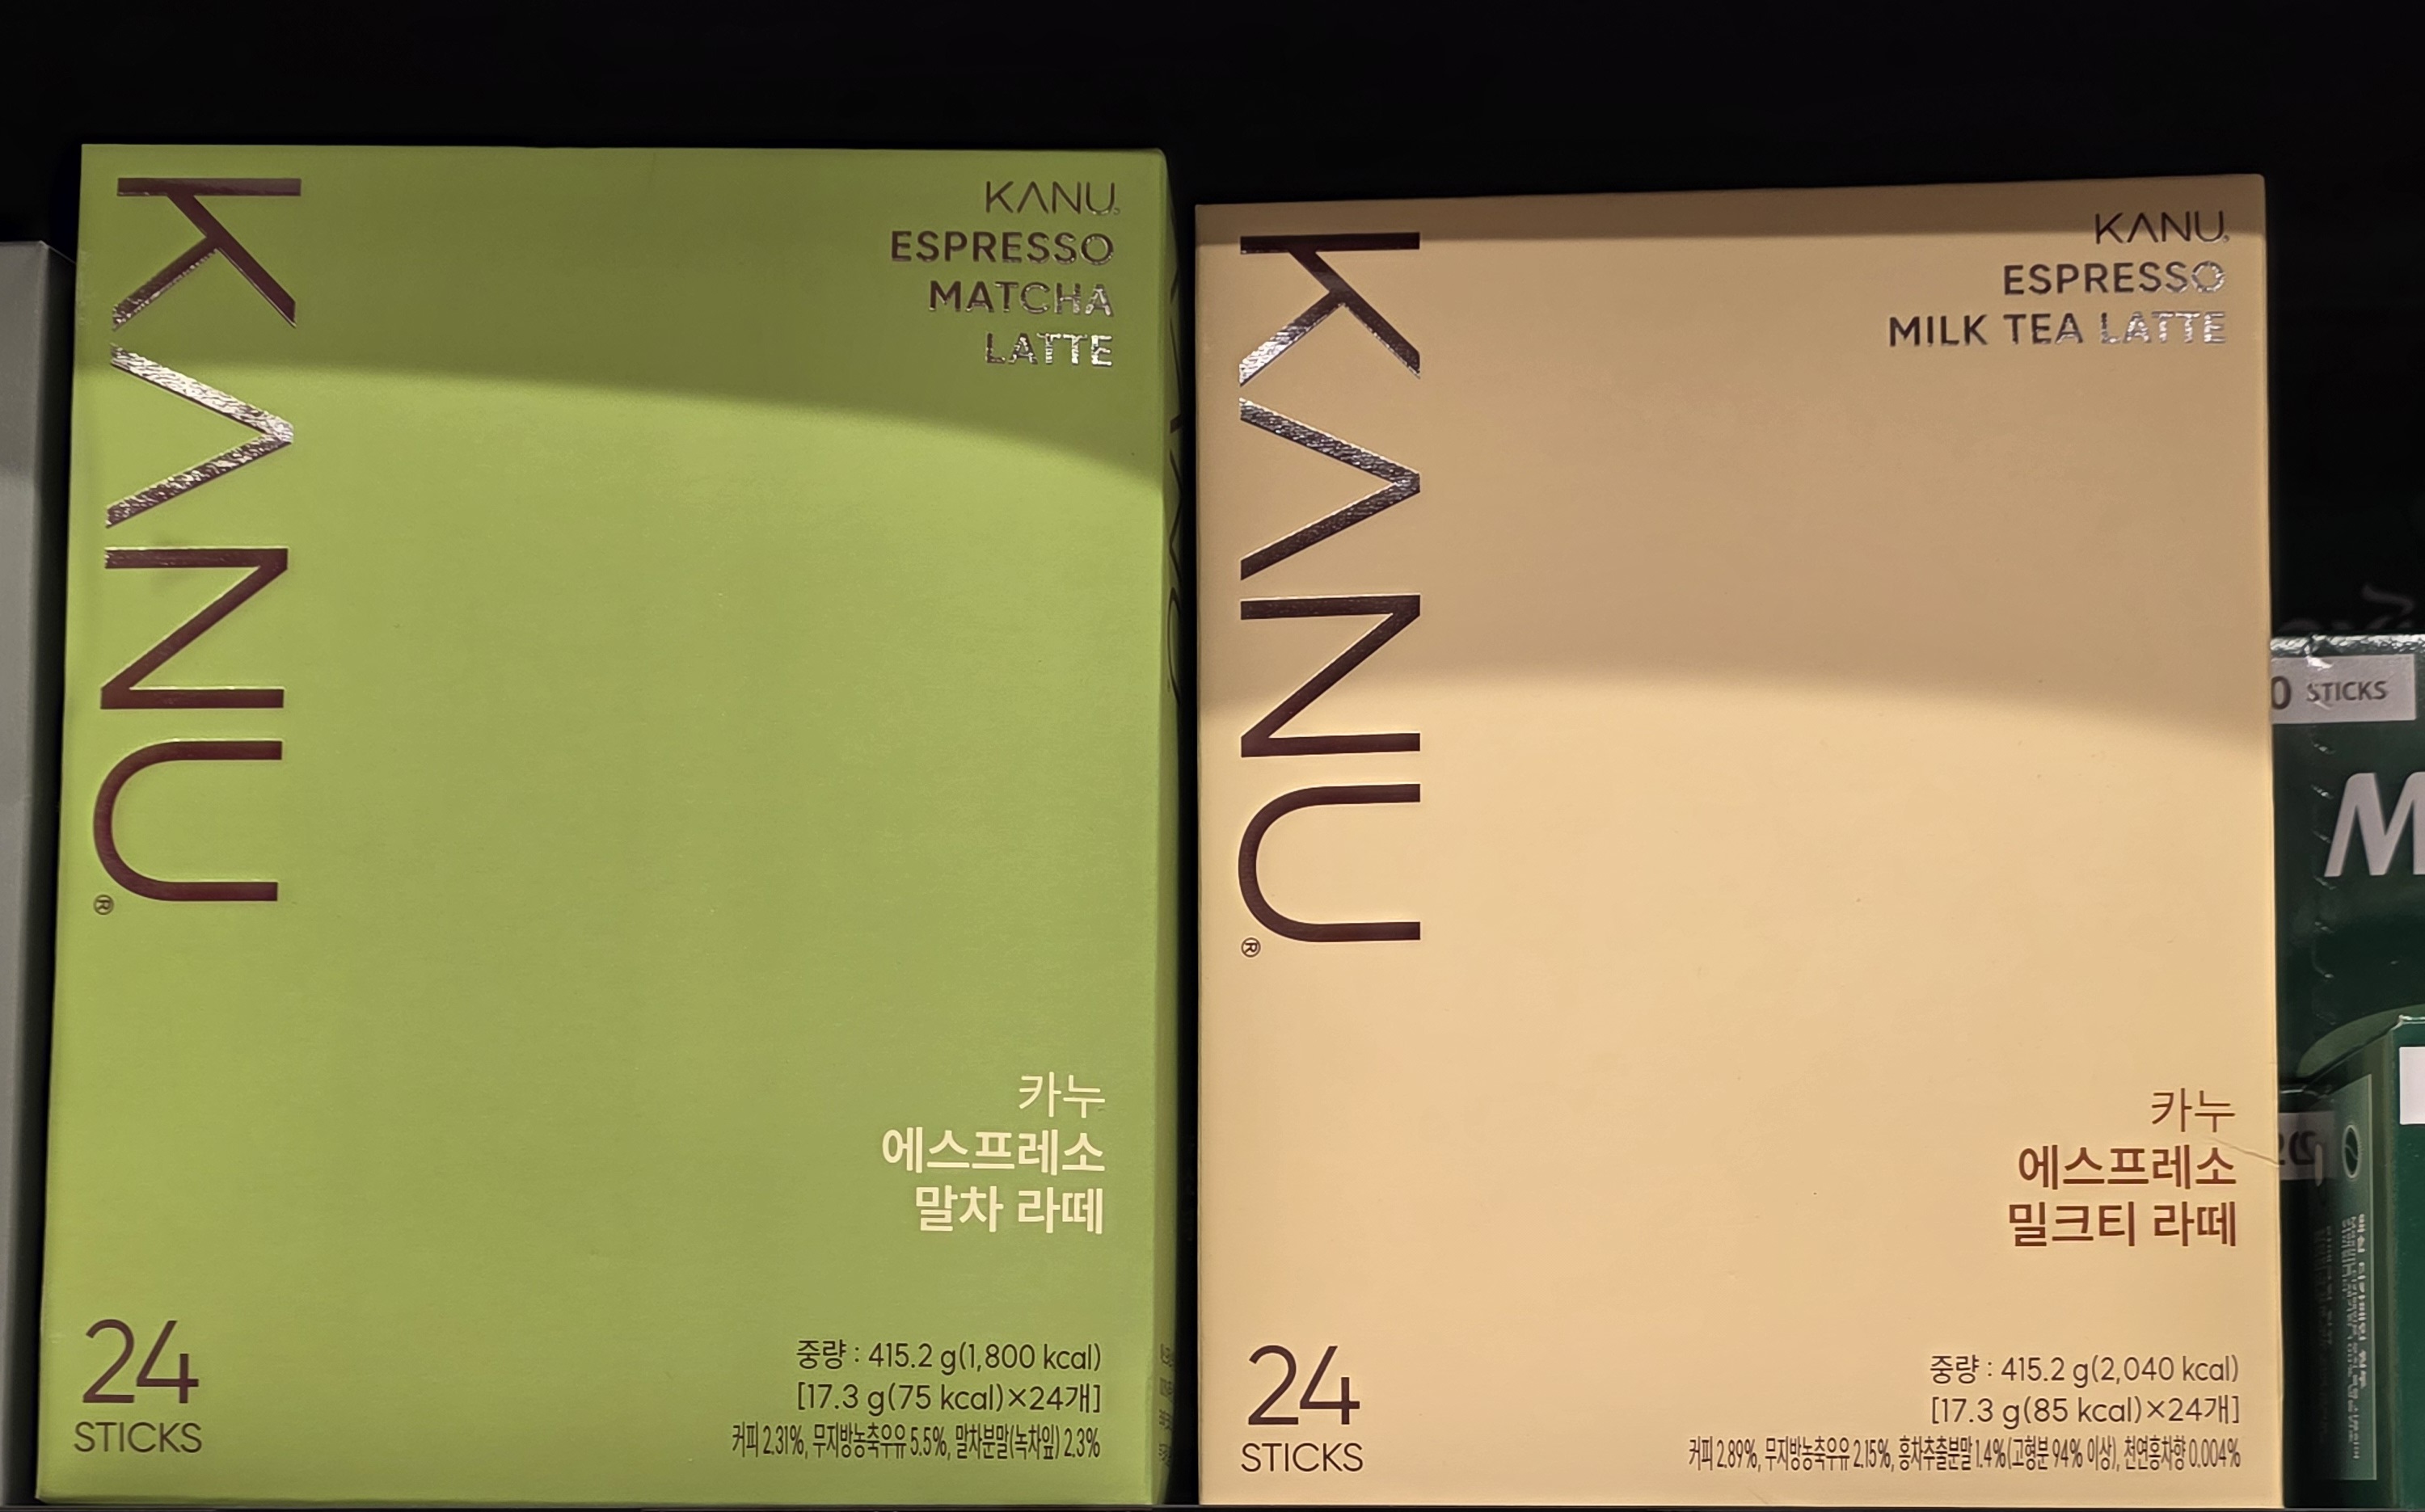 KANU®
KANU
ESPRESSO
MATCHA
LATTE
카누
에스프레소
말차 라떼
24
STICKS
중량 : 415.2 g(1,800 kcal)
[17.3 g(75 kcal)×24개]
커피 2.31%, 무지방농축우유 5.5%, 말차분말(녹차잎) 2.3%
KANU®
KANU
ESPRESSO
MILK TEA LATTE
카누
에스프레소
밀크티 라떼
24
STICKS
중량 : 415.2 g(2,040 kcal)
[17.3 g(85 kcal)×24개]
커피 2.89%, 무지방농축우유 2.15%, 홍차추출분말 1.4%(고형분 94% 이상), 천연홍차향 0.004%
0 STICKS
M